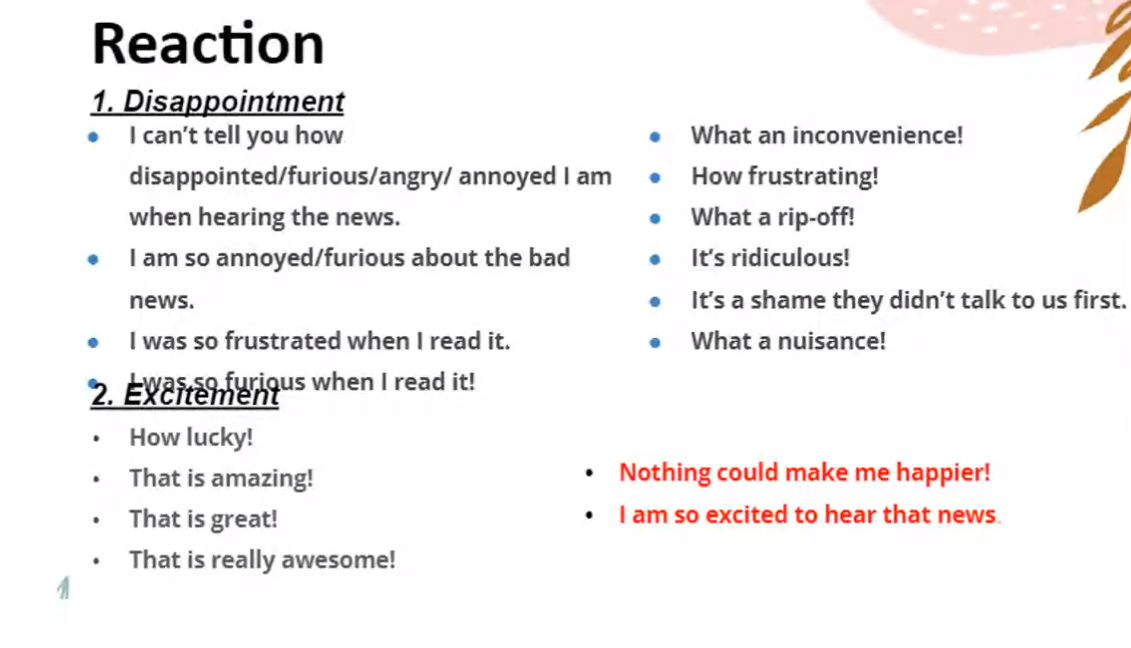 Reaction
1. Disappointment
I can't tell you how
disappointed/furious/angry/ annoyed I am
when hearing the news.
I am so annoyed/furious about the bad
news.
I was so frustrated when I read it.
I was so furious when I read it!
What an inconvenience!
How frustrating!
What a rip-off!
It's ridiculous!
It's a shame they didn't talk to us first.
What a nuisance!
2. Excitement
How lucky!
That is amazing!
That is great!
That is really awesome!
Nothing could make me happier!
I am so excited to hear that news.